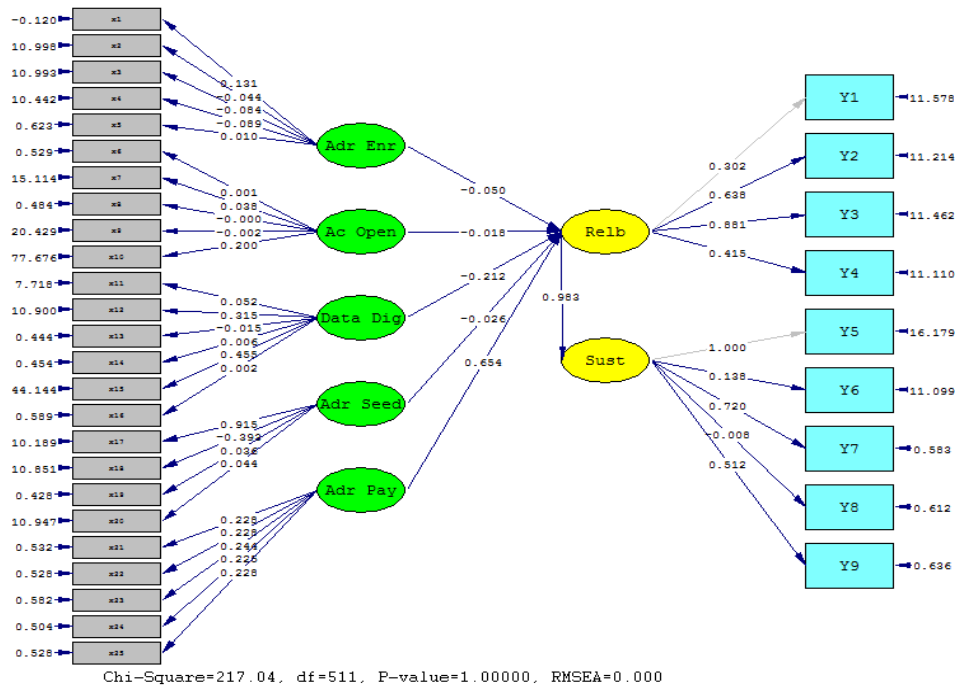 -0.120 x1
10.998 x2
10.993 x3
10.442 x4
0.623 x5
0.529 x6
15.114 x7
0.484 x8
20.429 x9
77.676 x10
7.718 x11
10.900 x12
0.444 x13
0.454 x14
44.144 x15
0.589 x16
10.189 x17
10.851 x18
0.428 x19
10.947 x20
0.532 x21
0.528 x22
0.582 x23
0.504 x24
0.528 x25
0.131
-0.044
-0.084
-0.089
0.010
0.001
0.038
-0.000
-0.002
0.200
0.052
0.315
-0.015
0.006
0.455
0.002
0.915
-0.393
0.036
0.044
0.228
0.228
0.244
0.225
0.228
Adr Enr
Ac Open
Data Dig
Adr Seed
Adr Pay
-0.050
-0.018
-0.212
-0.026
0.654
Relb
0.983
Sust
0.302
0.638
0.881
0.415
1.000
0.138
0.720
-0.008
0.512
Y1 11.578
Y2 11.214
Y3 11.462
Y4 11.110
Y5 16.179
Y6 11.099
Y7 0.583
Y8 0.612
Y9 0.636
Chi-Square=217.04, df=511, P-value=1.00000, RMSEA=0.000